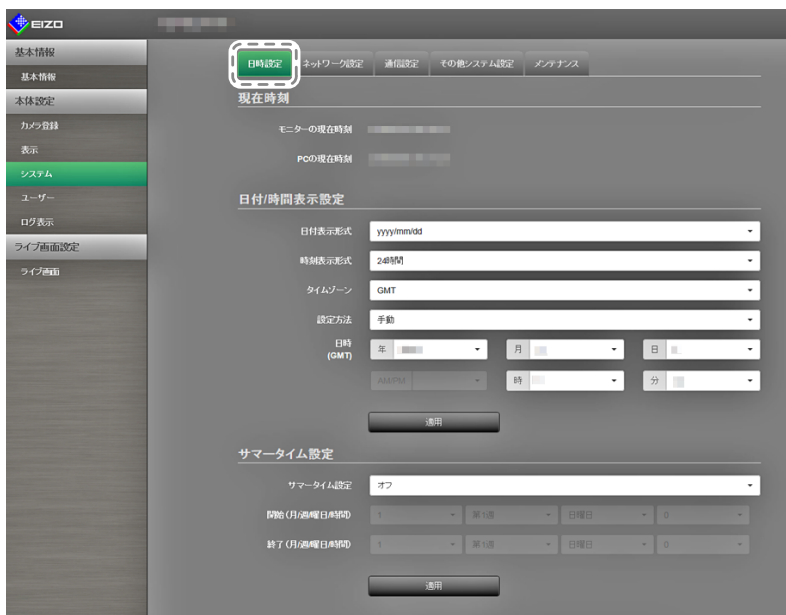 EIZO
基本情報
基本情報
本体設定
カメラ登録
表示
システム
ユーザー
ログ表示
ライブ画面設定
ライブ画面
日時設定 ネットワーク設定 通信設定 その他システム設定 メンテナンス
現在時刻
モニターの現在時刻
PCの現在時刻
日付/時間表示設定
日付表示形式 yyyy/mm/dd
時刻表示形式 24時間
タイムゾーン GMT
設定方法 手動
日時 年 月 日
(GMT)
AM/PM 時 分
適用
サマータイム設定
サマータイム設定 オフ
開始(月/週/曜日/時間) 1 第1週 日曜日 0
終了(月/週/曜日/時間) 1 第1週 日曜日 0
適用